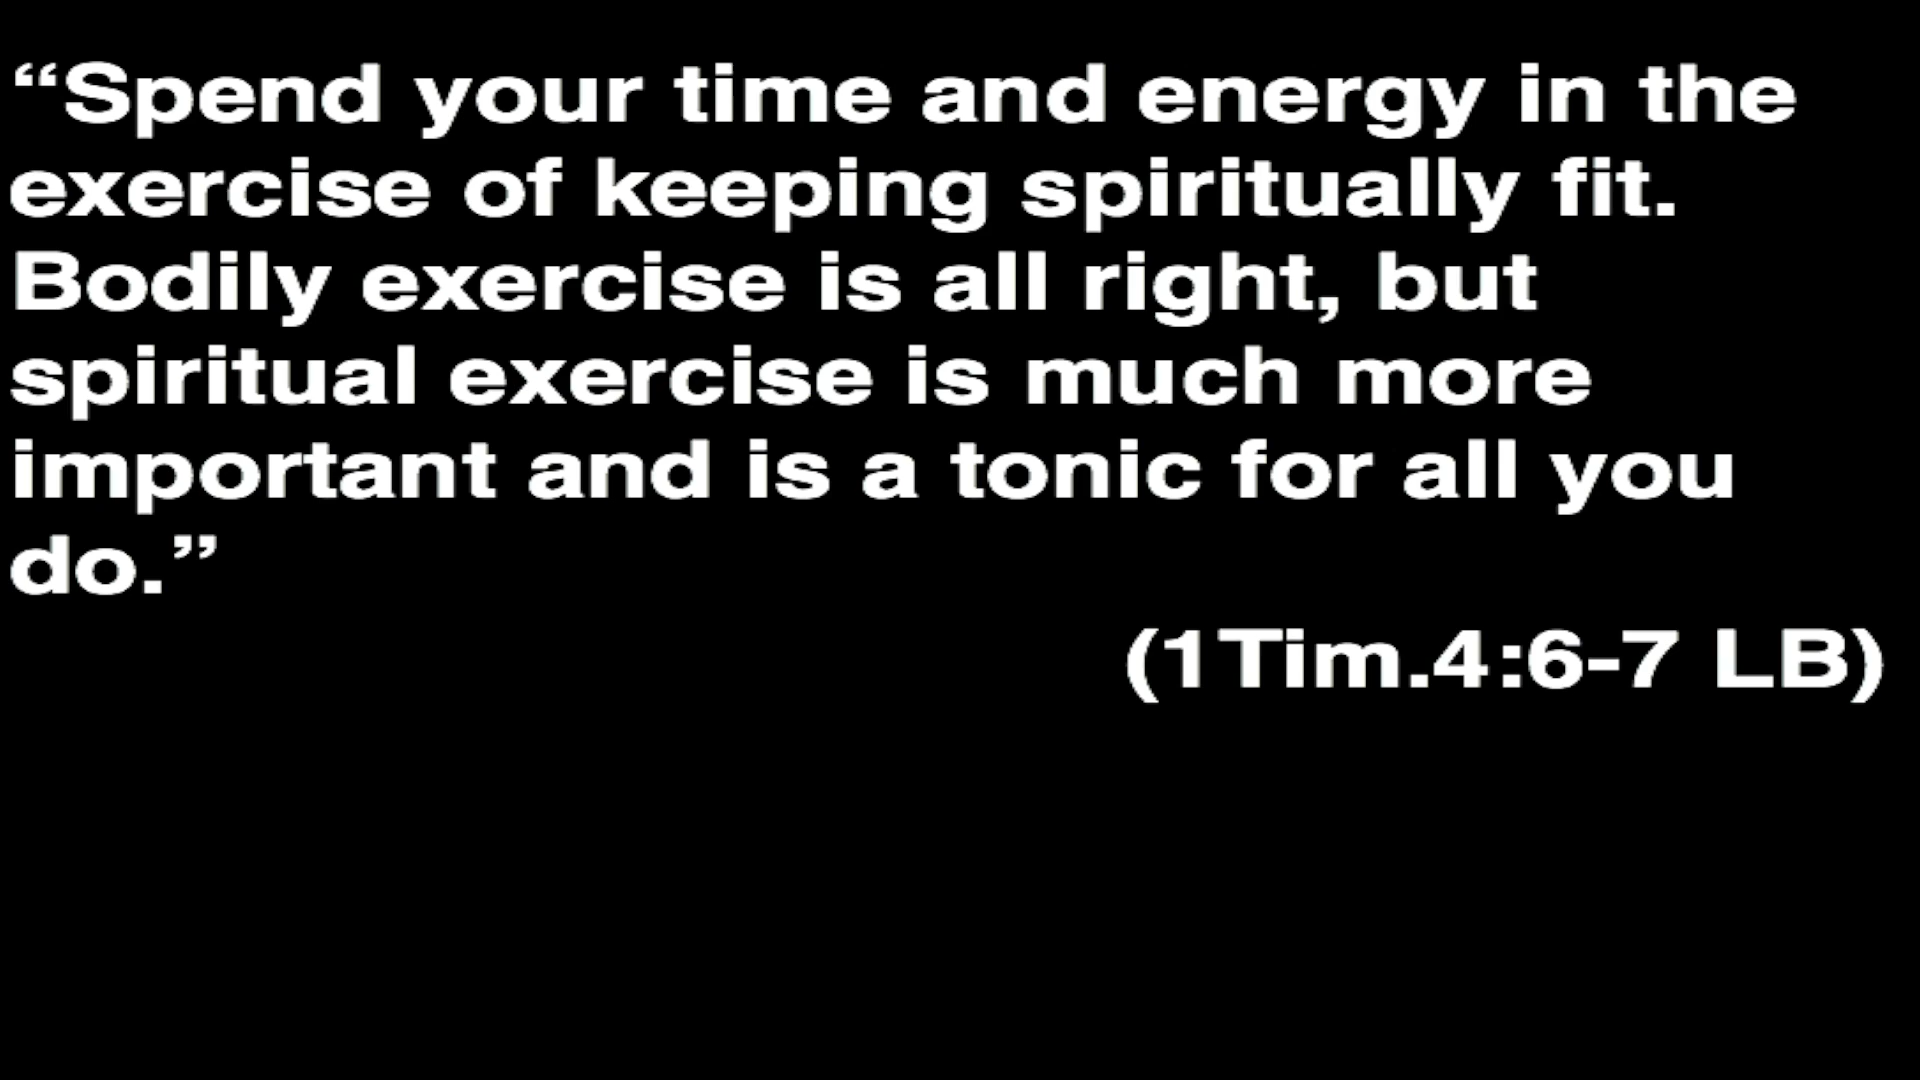 “Spend your time and energy in the
exercise of keeping spiritually fit.
Bodily exercise is all right, but
spiritual exercise is much more
important and is a tonic for all you
do.”
(1Tim.4:6-7 LB)